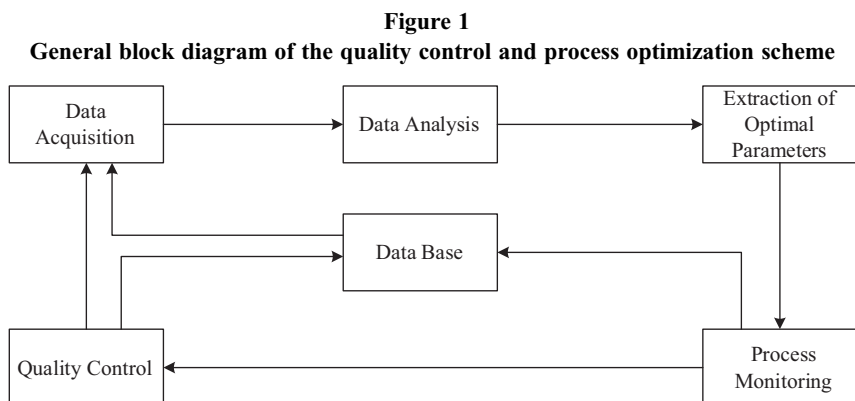 Figure 1
General block diagram of the quality control and process optimization scheme
Data
Acquisition
Data Analysis
Extraction of
Optimal
Parameters
Data Base
Quality Control
Process
Monitoring